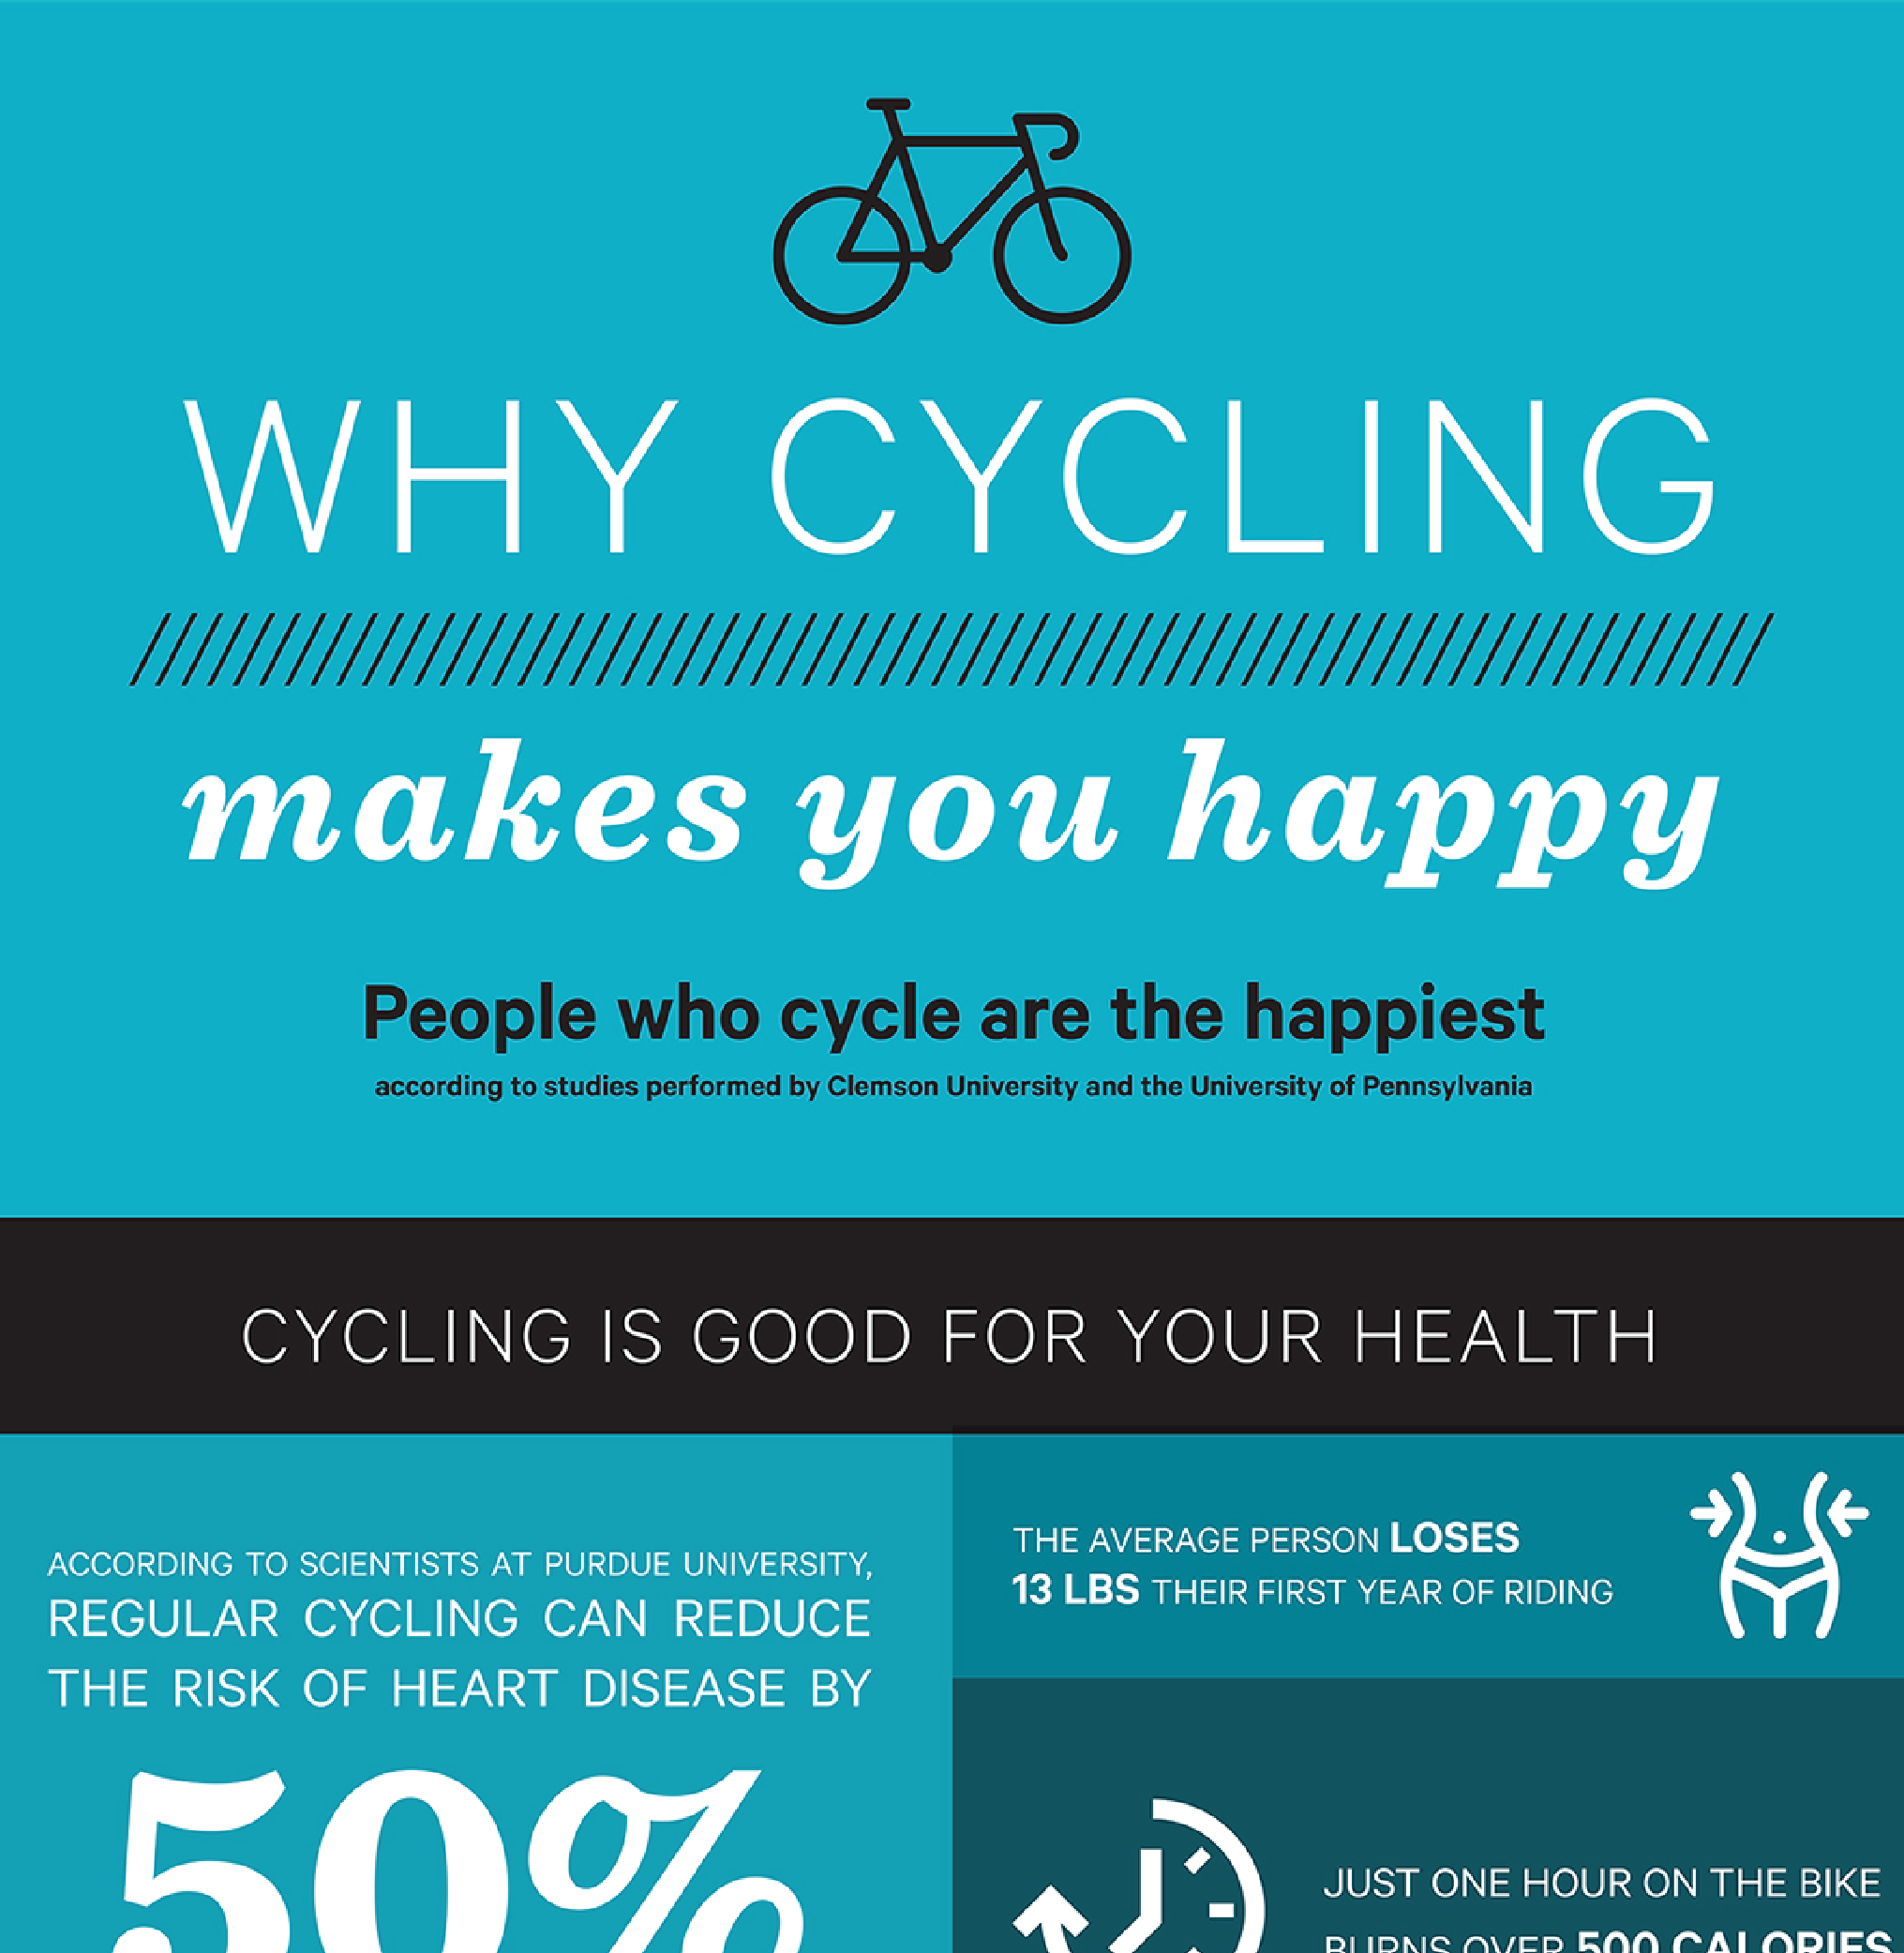 WHY CYCLING
makes you happy
People who cycle are the happiest
according to studies performed by Clemson University and the University of Pennsylvania
CYCLING IS GOOD FOR YOUR HEALTH
ACCORDING TO SCIENTISTS AT PURDUE UNIVERSITY,
REGULAR CYCLING CAN REDUCE
THE RISK OF HEART DISEASE BY
50%
THE AVERAGE PERSON LOSES
13 LBS THEIR FIRST YEAR OF RIDING
JUST ONE HOUR ON THE BIKE
BURNS OVER 500 CALORIES